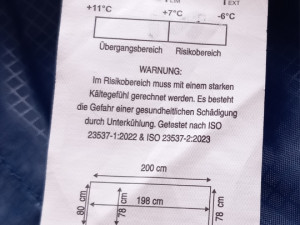 EXT
+11°C +7°C -6°C
Übergangsbereich Risikobereich
WARNUNG:
Im Risikobereich muss mit einem starken
Kältegefühl gerechnet werden. Es besteht
die Gefahr einer gesundheitlichen Schädigung
durch Unterkühlung. Getestet nach ISO
23537-1:2022 & ISO 23537-2:2023
200 cm
198 cm
80 cm
78 cm
78 cm